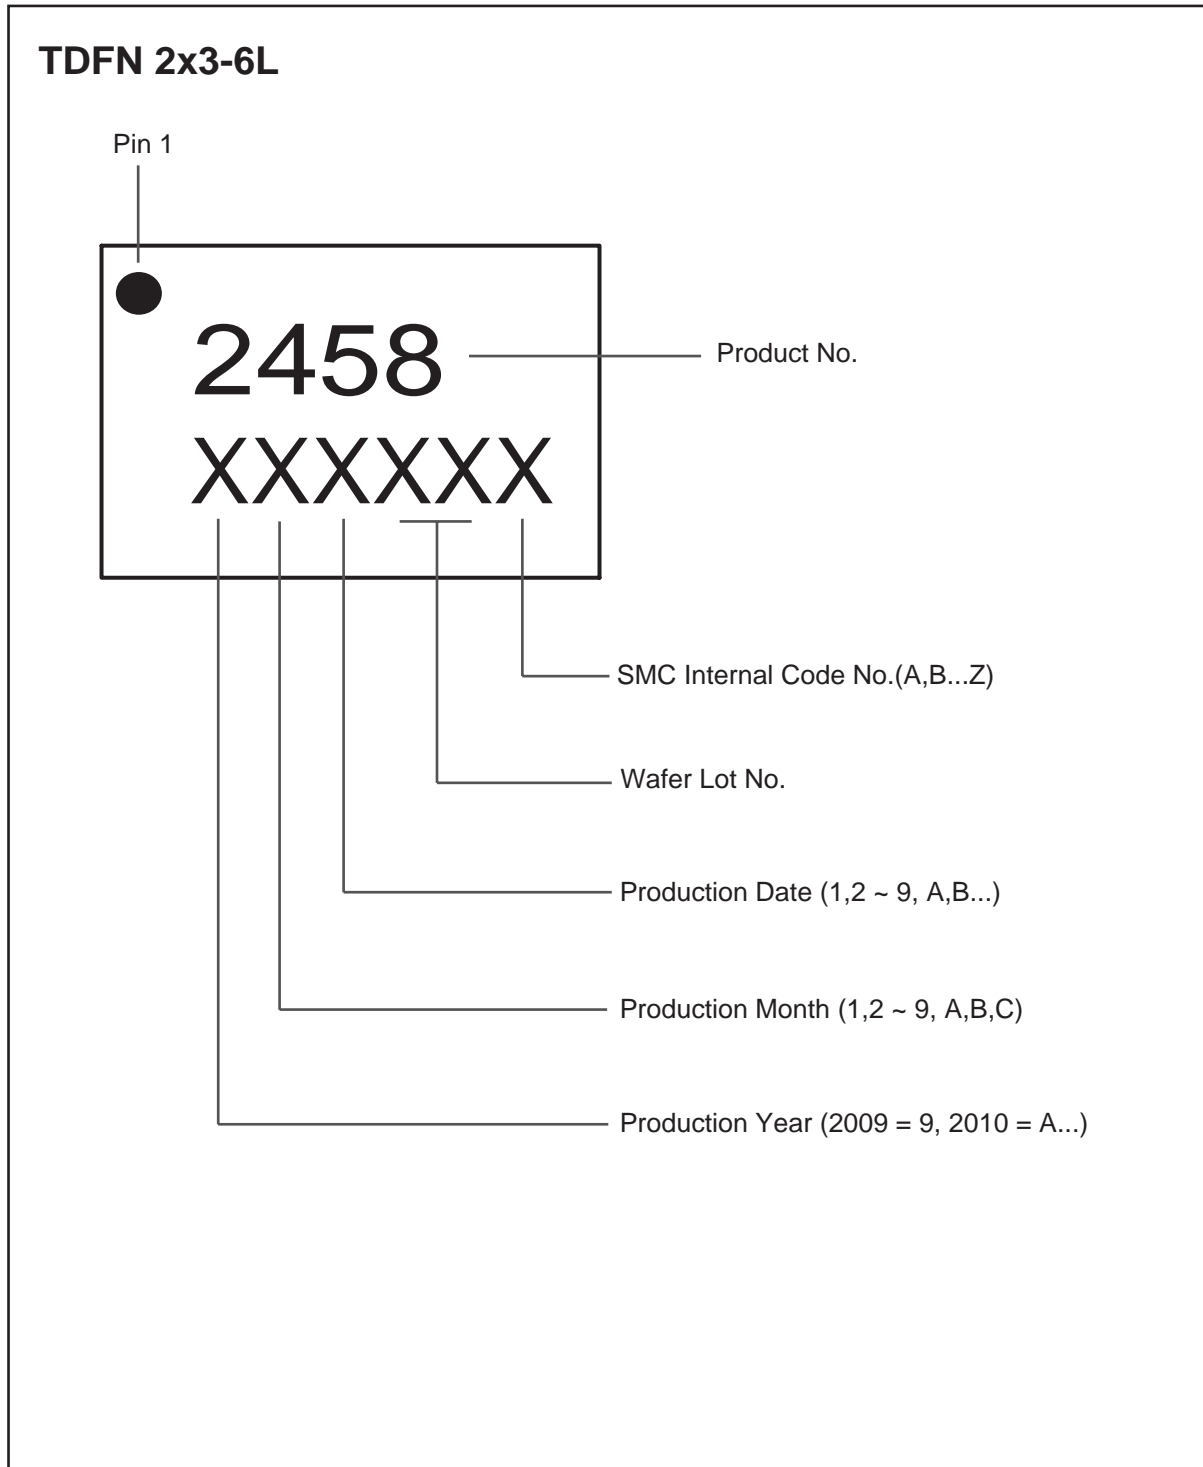 TDFN 2x3-6L
Pin 1
2458
Product No.
XXXXXX
SMC Internal Code No.(A,B...Z)
Wafer Lot No.
Production Date (1,2 ~ 9, A,B...)
Production Month (1,2 ~ 9, A,B,C)
Production Year (2009 = 9, 2010 = A...)